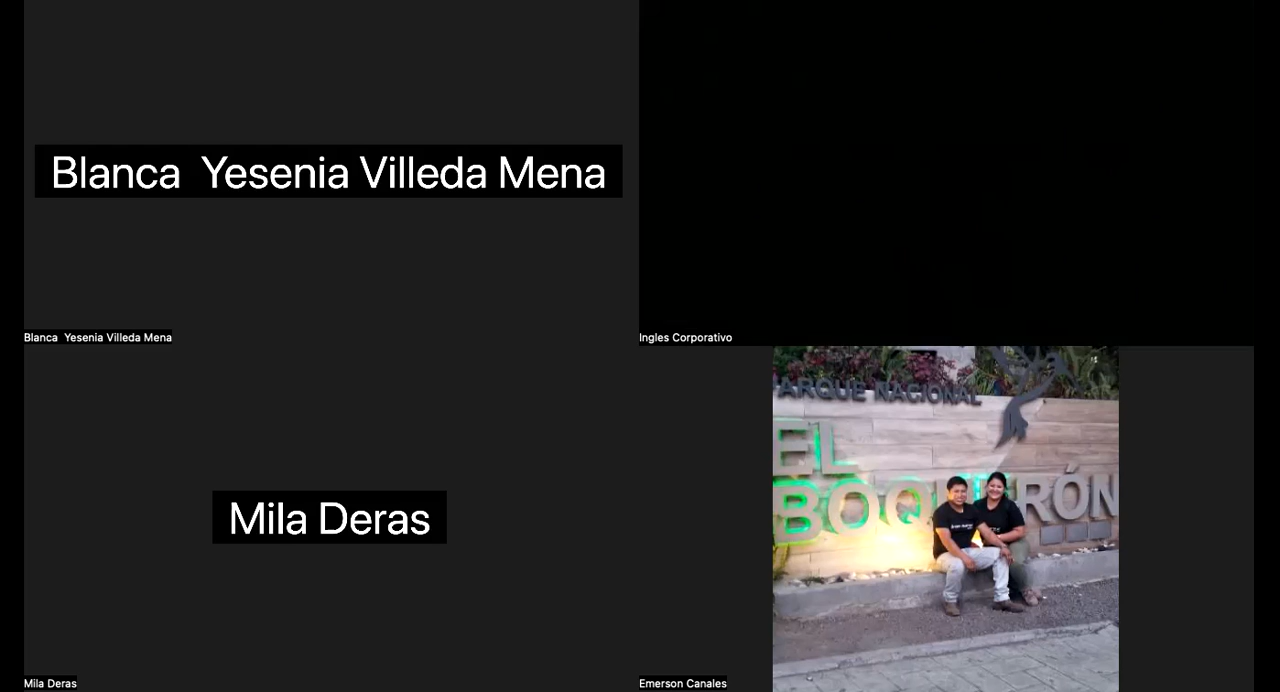 Blanca  Yesenia Villeda Mena
Blanca  Yesenia Villeda Mena
Ingles Corporativo
Mila Deras
Mila Deras
PARQUE NACIONAL
EL
BOQUERÓN
Emerson Canales